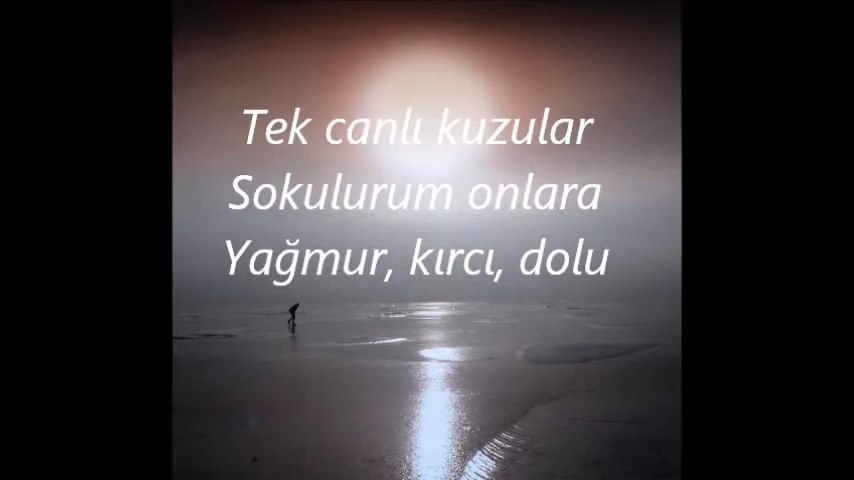 Tek canlı kuzular
Sokulurum onlara
Yağmur, kırcı, dolu